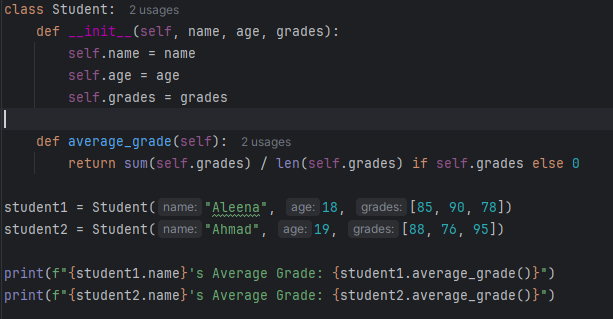 class Student:  2 usages
    def __init__(self, name, age, grades):
        self.name = name
        self.age = age
        self.grades = grades

    def average_grade(self):  2 usages
        return sum(self.grades) / len(self.grades) if self.grades else 0

student1 = Student( name: "Aleena",  age: 18,  grades: [85, 90, 78])
student2 = Student( name: "Ahmad",  age: 19,  grades: [88, 76, 95])

print(f"{student1.name}'s Average Grade: {student1.average_grade()}")
print(f"{student2.name}'s Average Grade: {student2.average_grade()}")